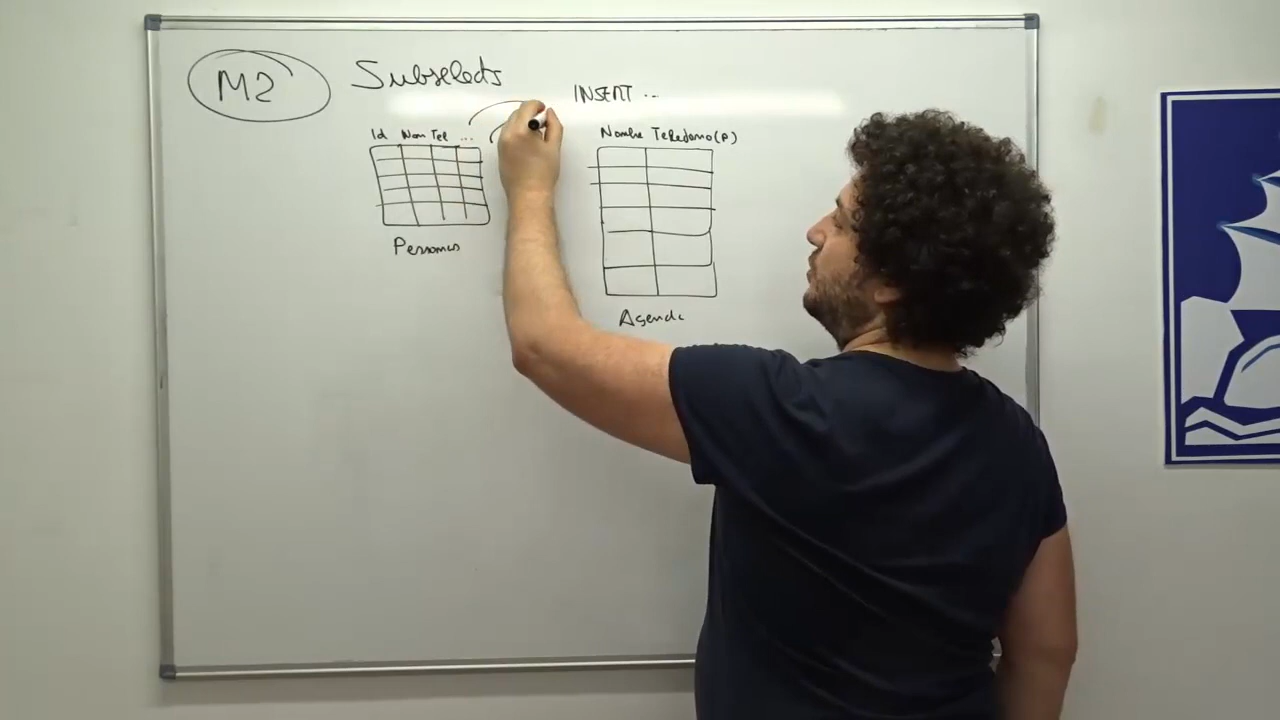 M2
Subselects
INSERT ..
Id Nom Tel ...
Nombre Telefono (P)
Personas
Agenda